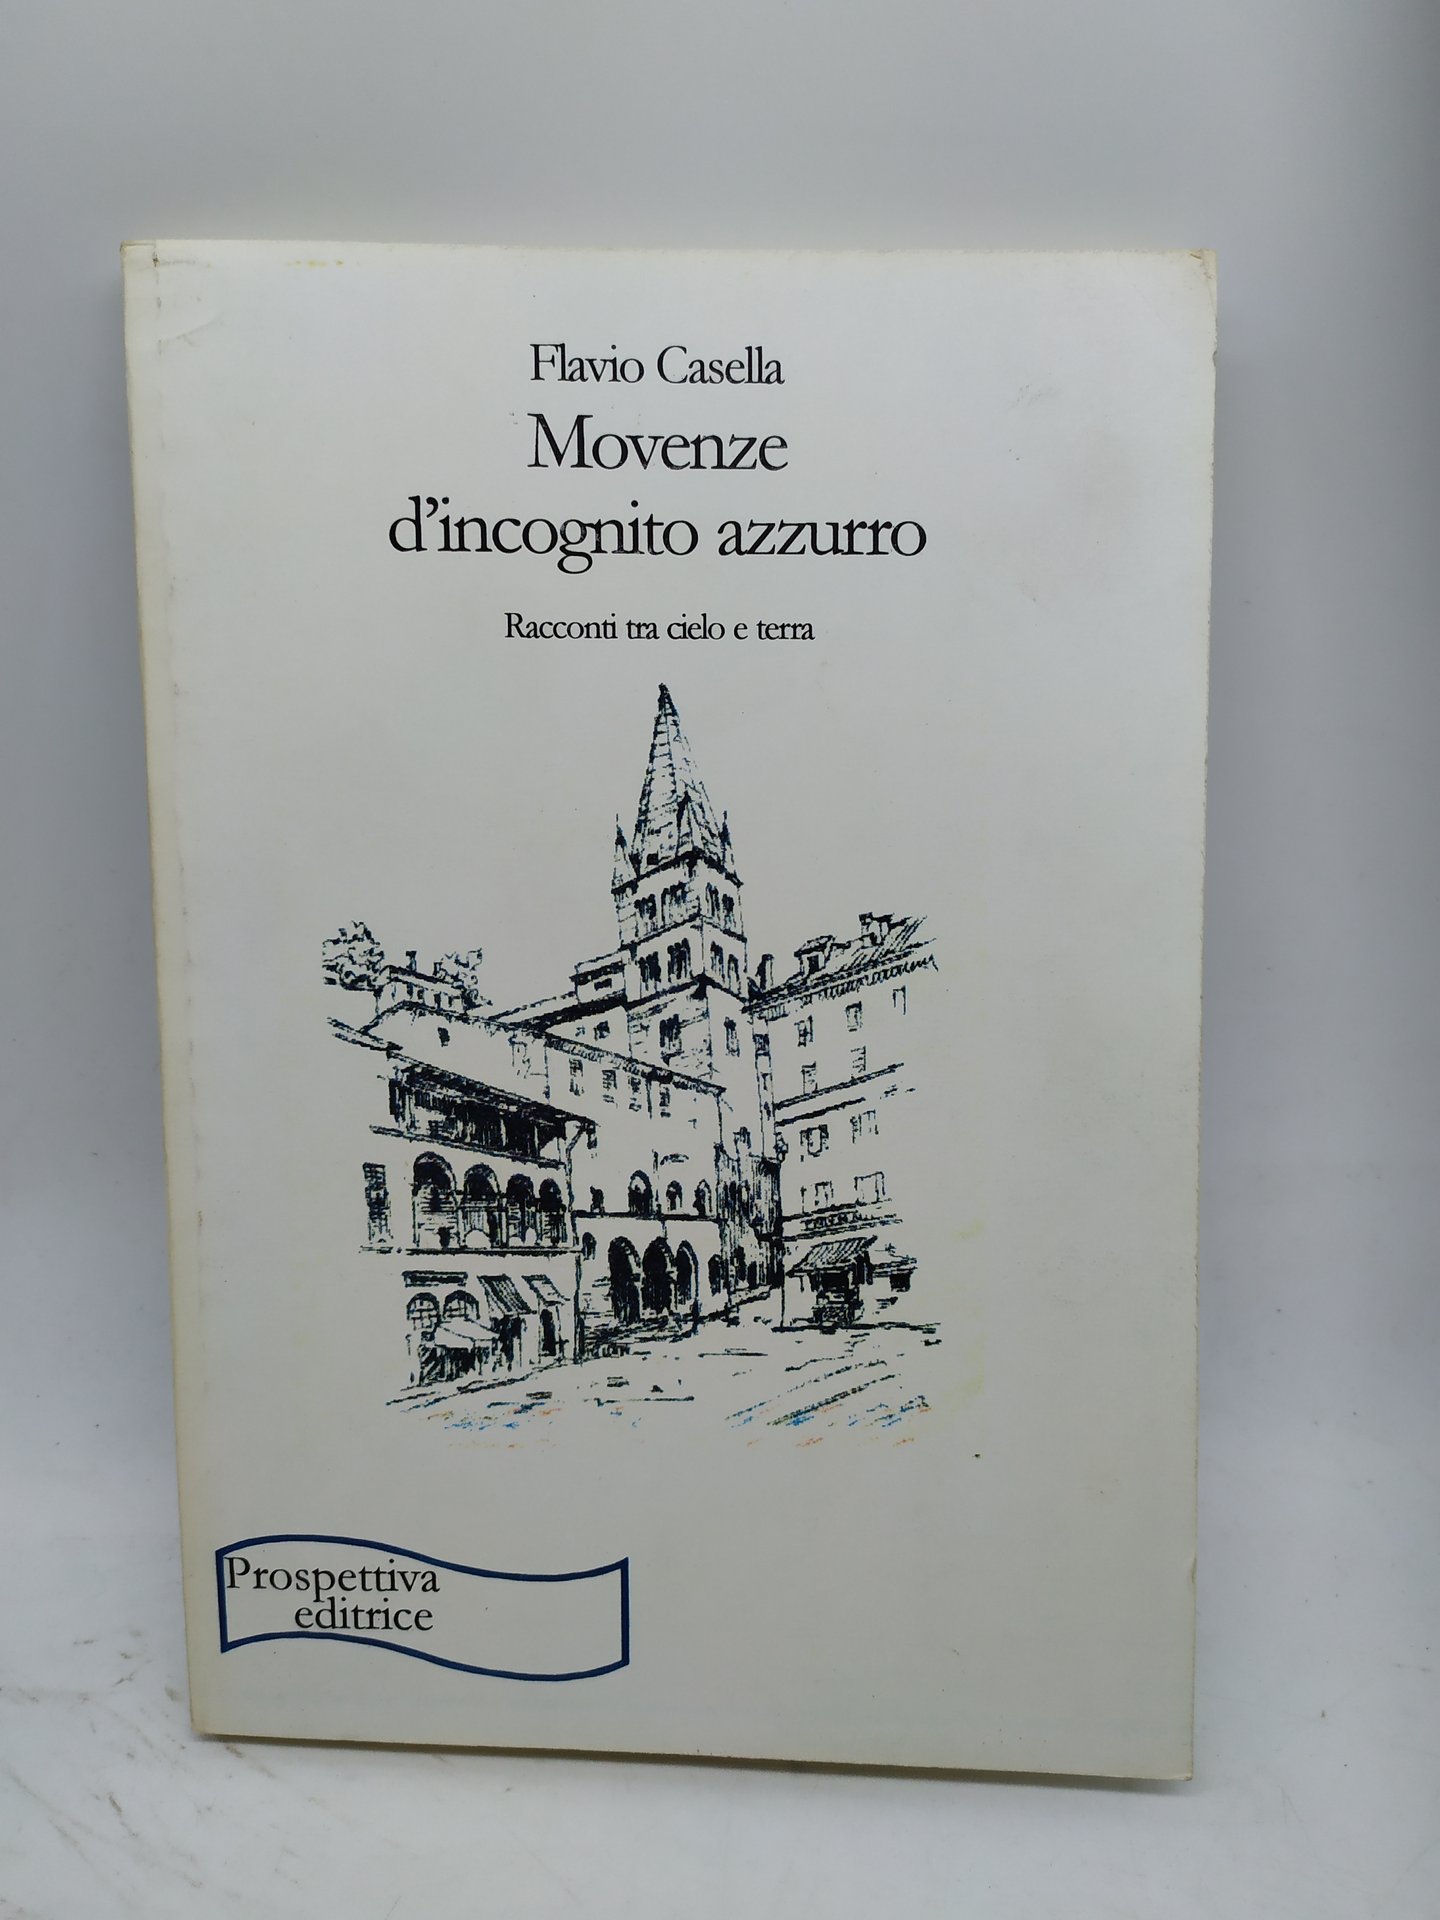 Flavio Casella
Movenze
d'incognito azzurro
Racconti tra cielo e terra
Prospettiva
editrice